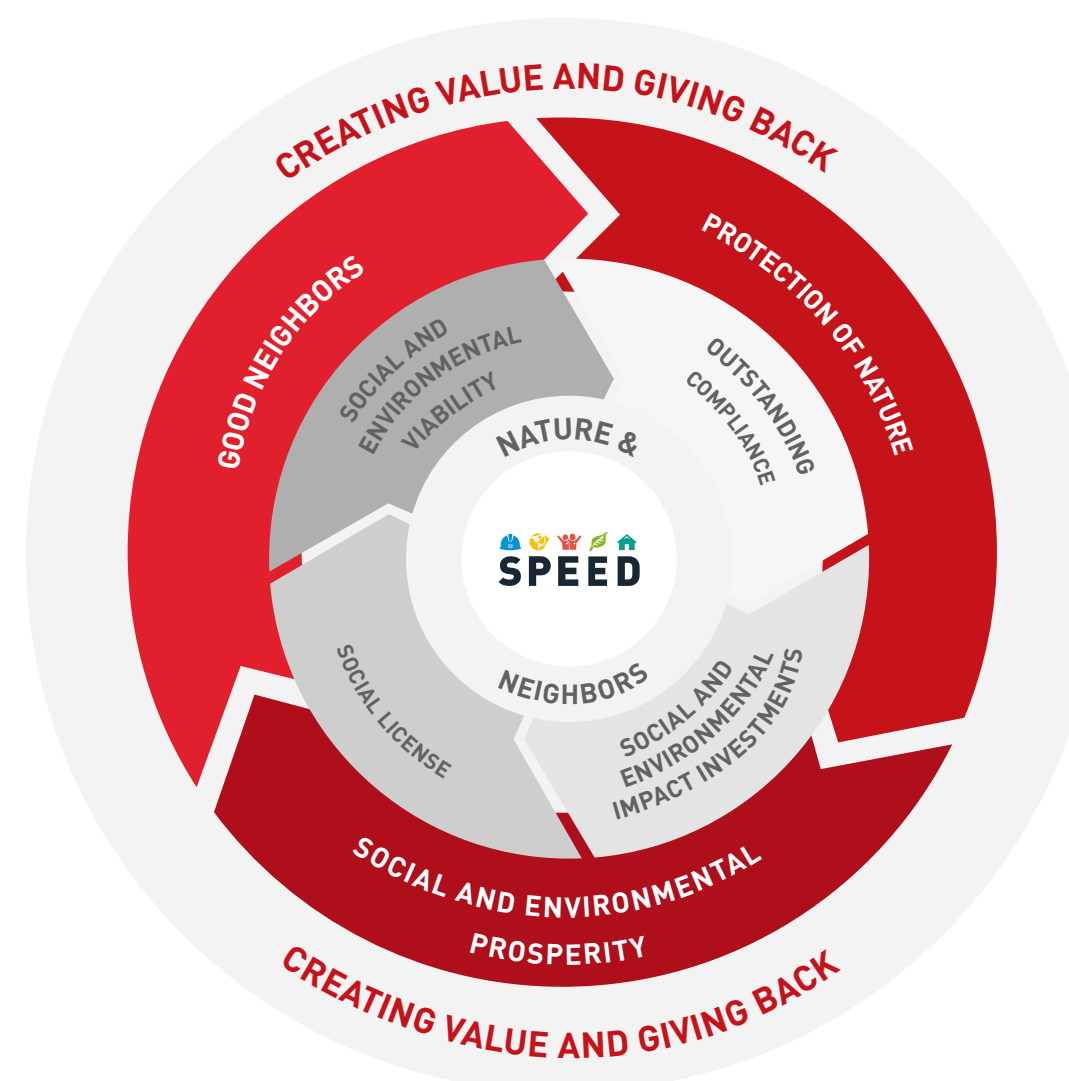 CREATING VALUE AND GIVING BACK
GOOD NEIGHBORS
PROTECTION OF NATURE
SOCIAL AND
ENVIRONMENTAL
VIABILITY
OUTSTANDING
COMPLIANCE
NATURE &
SPEED
NEIGHBORS
SOCIAL LICENSE
SOCIAL AND
ENVIRONMENTAL
IMPACT INVESTMENTS
SOCIAL AND ENVIRONMENTAL
PROSPERITY
CREATING VALUE AND GIVING BACK